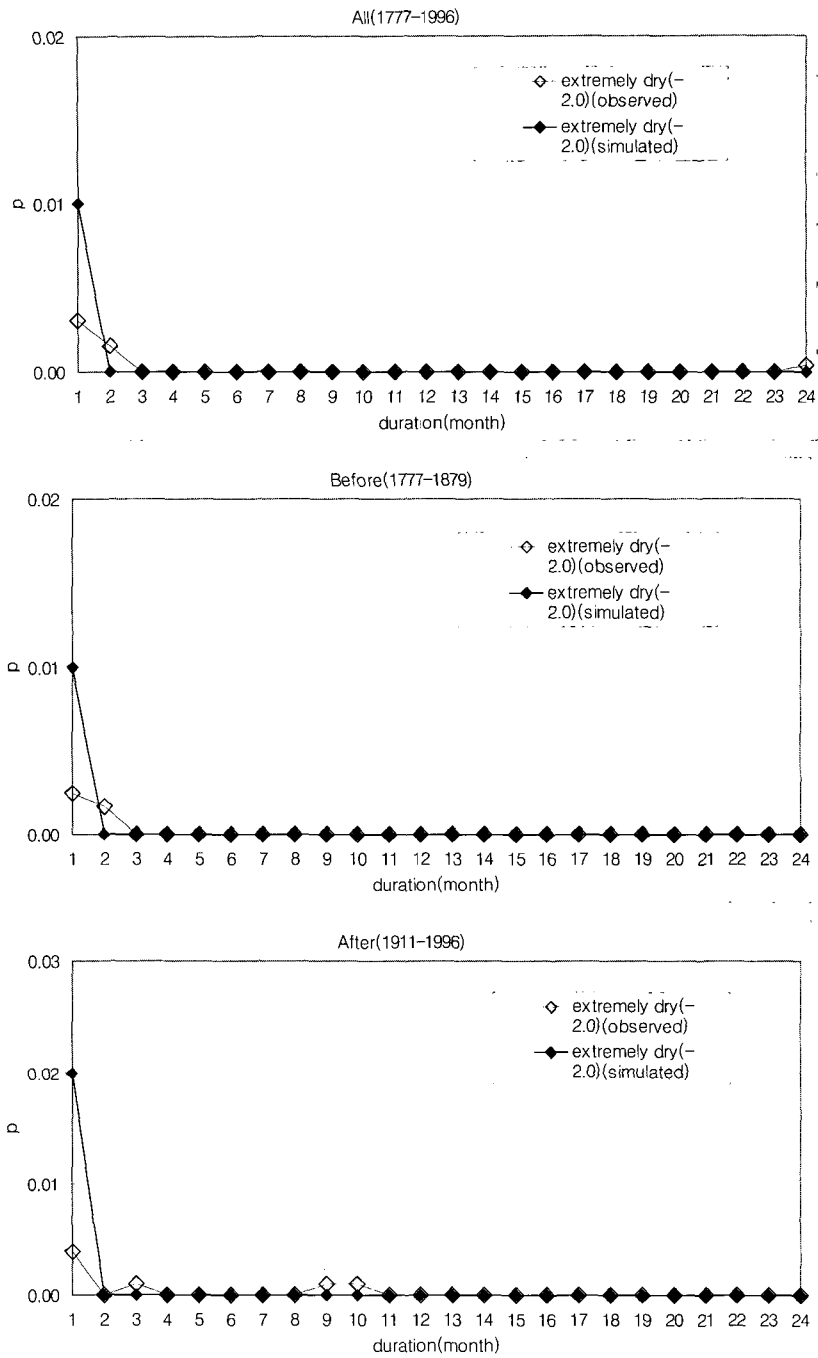 All(1777-1996)
0.02
extremely dry(-
2.0)(observed)
extremely dry(-
2.0)(simulated)
p
0.01
0.00
1 2 3 4 5 6 7 8 9 10 11 12 13 14 15 16 17 18 19 20 21 22 23 24
duration(month)
Before(1777-1879)
0.02
extremely dry(-
2.0)(observed)
extremely dry(-
2.0)(simulated)
p
0.01
0.00
1 2 3 4 5 6 7 8 9 10 11 12 13 14 15 16 17 18 19 20 21 22 23 24
duration(month)
After(1911-1996)
0.03
extremely dry(-
2.0)(observed)
extremely dry(-
2.0)(simulated)
0.02
p
0.01
0.00
1 2 3 4 5 6 7 8 9 10 11 12 13 14 15 16 17 18 19 20 21 22 23 24
duration(month)